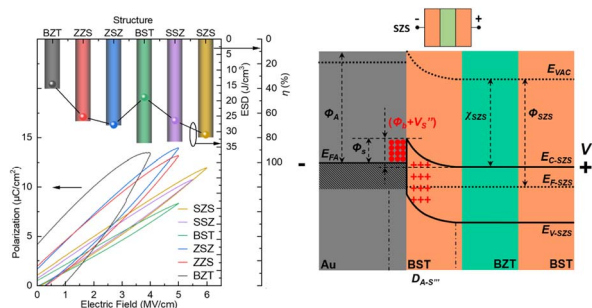 Structure
BZT ZZS ZSZ BST SSZ SZS
0
5
10
15
20
25
30
35
ESD (J/cm³)
0
20
40
60
80
100
η (%)
15
10
5
0
Polarization (μC/cm²)
SZS
SSZ
BST
ZSZ
ZZS
BZT
0 1 2 3 4 5 6 7
Electric Field (MV/cm)
SZS - +
E_VAC
Φ_A
(Φ_b+V_S'')
χ_SZS
Φ_SZS
Φ_s
V
E_FA
E_C-SZS
- +
E_F-SZS
+++
++++
+++
++++
E_V-SZS
Au BST BZT BST
D_A-S'''